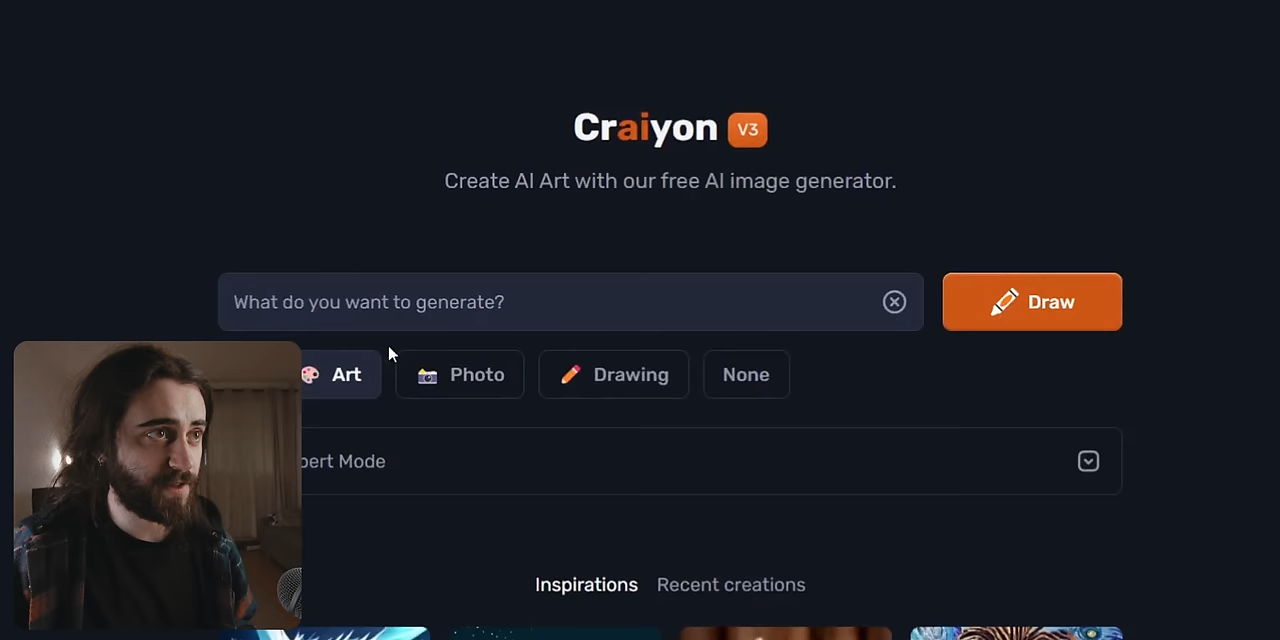 Craiyon V3
Create AI Art with our free AI image generator.
What do you want to generate?
Draw
Art
Photo
Drawing
None
Mode
Inspirations
Recent creations